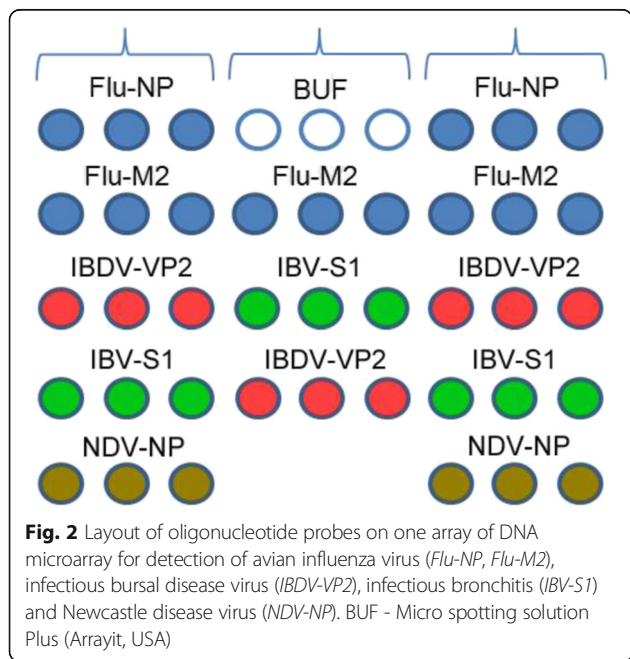 Flu-NP BUF Flu-NP
Flu-M2 Flu-M2 Flu-M2
IBDV-VP2 IBV-S1 IBDV-VP2
IBV-S1 IBDV-VP2 IBV-S1
NDV-NP NDV-NP
Fig. 2 Layout of oligonucleotide probes on one array of DNA
microarray for detection of avian influenza virus (Flu-NP, Flu-M2),
infectious bursal disease virus (IBDV-VP2), infectious bronchitis (IBV-S1)
and Newcastle disease virus (NDV-NP). BUF - Micro spotting solution
Plus (Arrayit, USA)